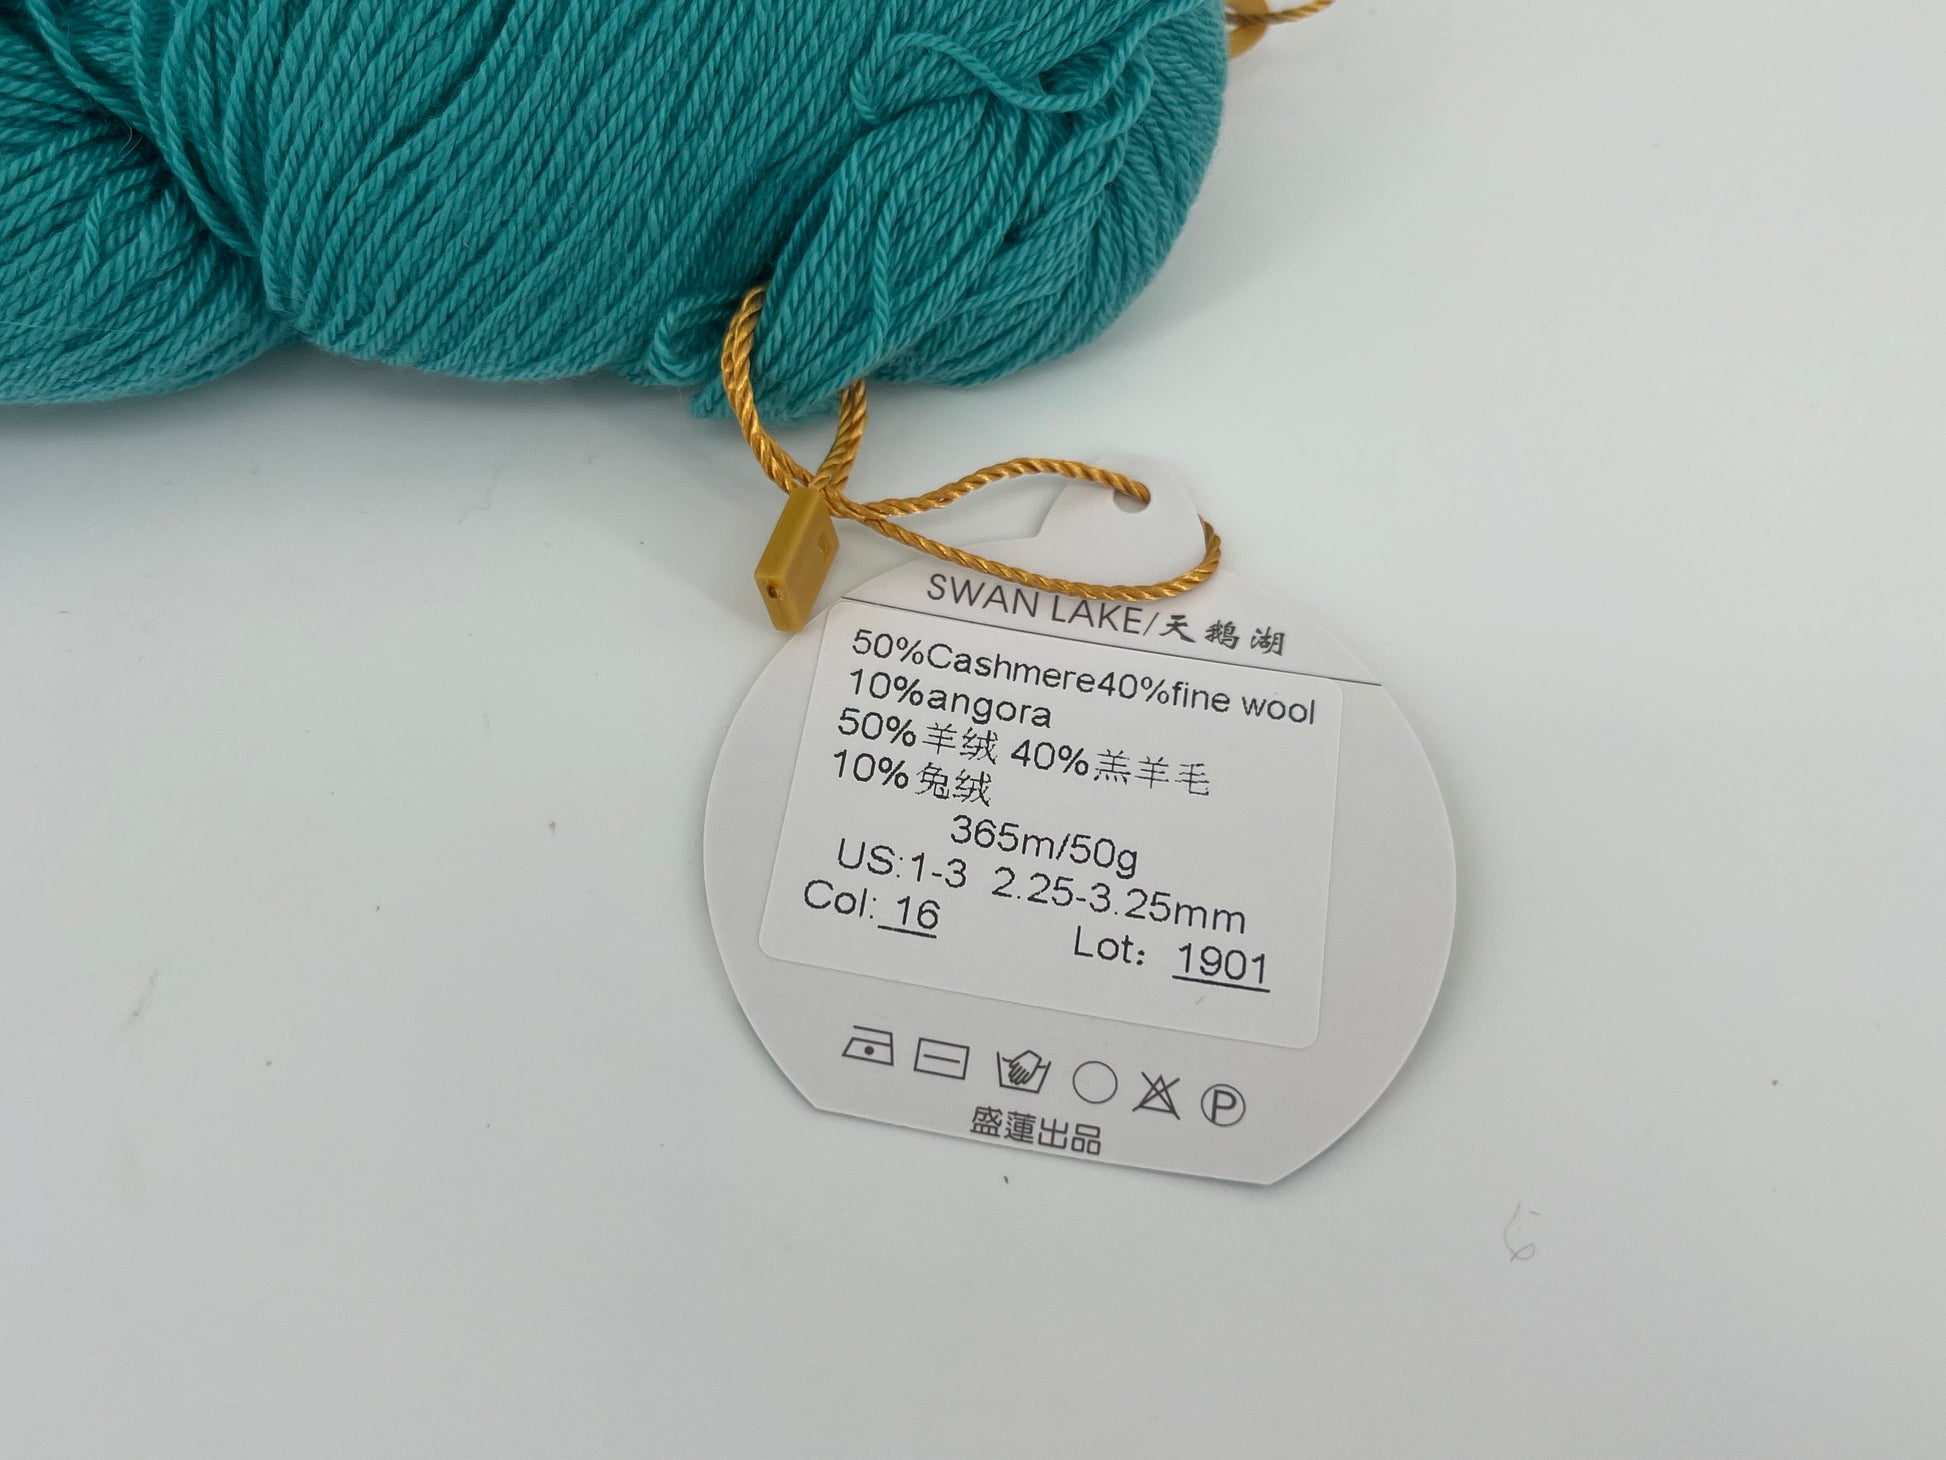 SWAN LAKE/天鹅湖
50%Cashmere40%fine wool
10%angora
50%羊绒 40%羔羊毛
10%兔绒
365m/50g
US:1-3 2.25-3.25mm
Col: 16 Lot: 1901
P
盛蓮出品